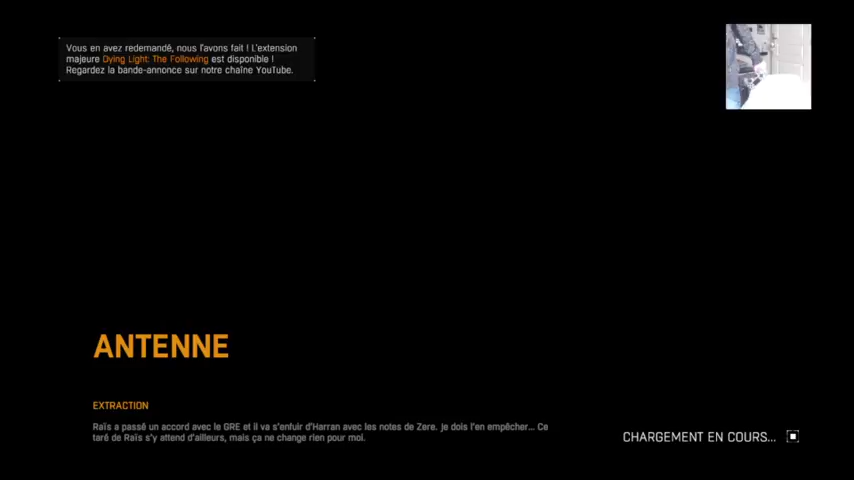 Vous en avez redemandé, nous l'avons fait ! L'extension
majeure Dying Light: The Following est disponible !
Regardez la bande-annonce sur notre chaîne YouTube.
ANTENNE
EXTRACTION
Raïs a passé un accord avec le GRE et il va s'enfuir d'Harran avec les notes de Zere. je dois l'en empêcher... Ce
taré de Raïs s'y attend d'ailleurs, mais ça ne change rien pour moi.
CHARGEMENT EN COURS...